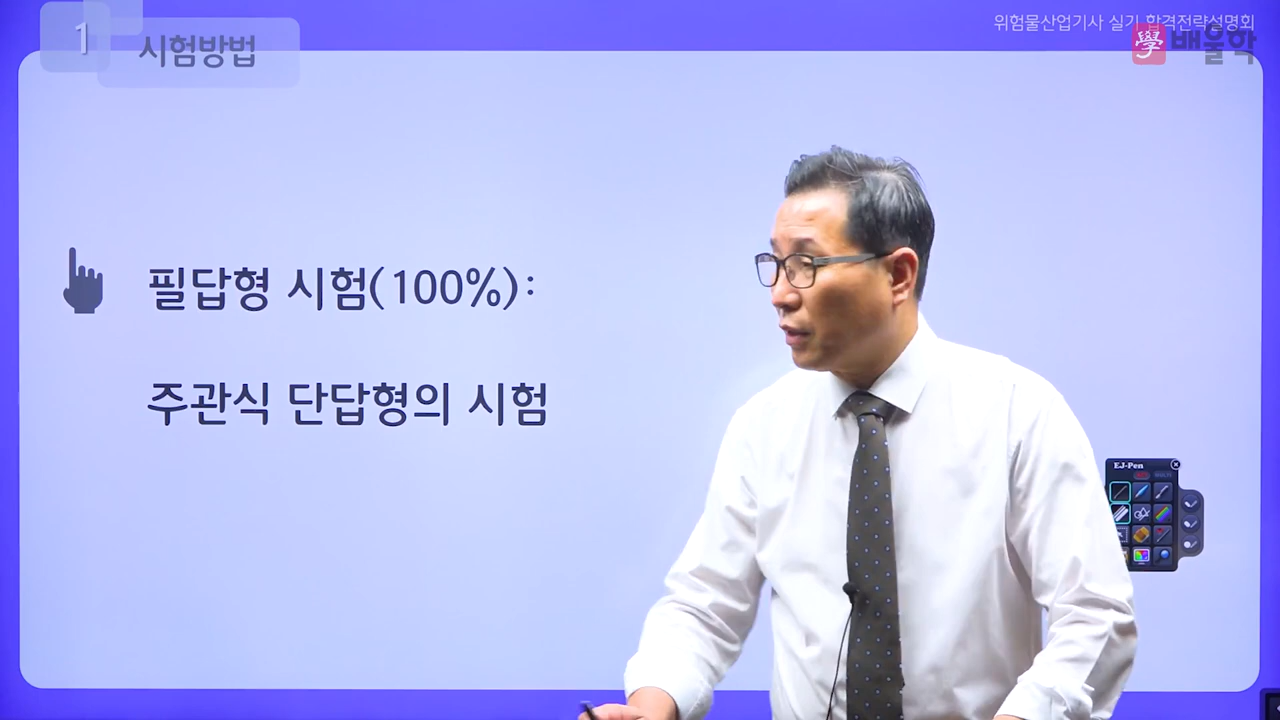 1 시험방법
위험물산업기사 실기 합격전략설명회
學 배울학
필답형 시험(100%):
주관식 단답형의 시험
EJ-Pen